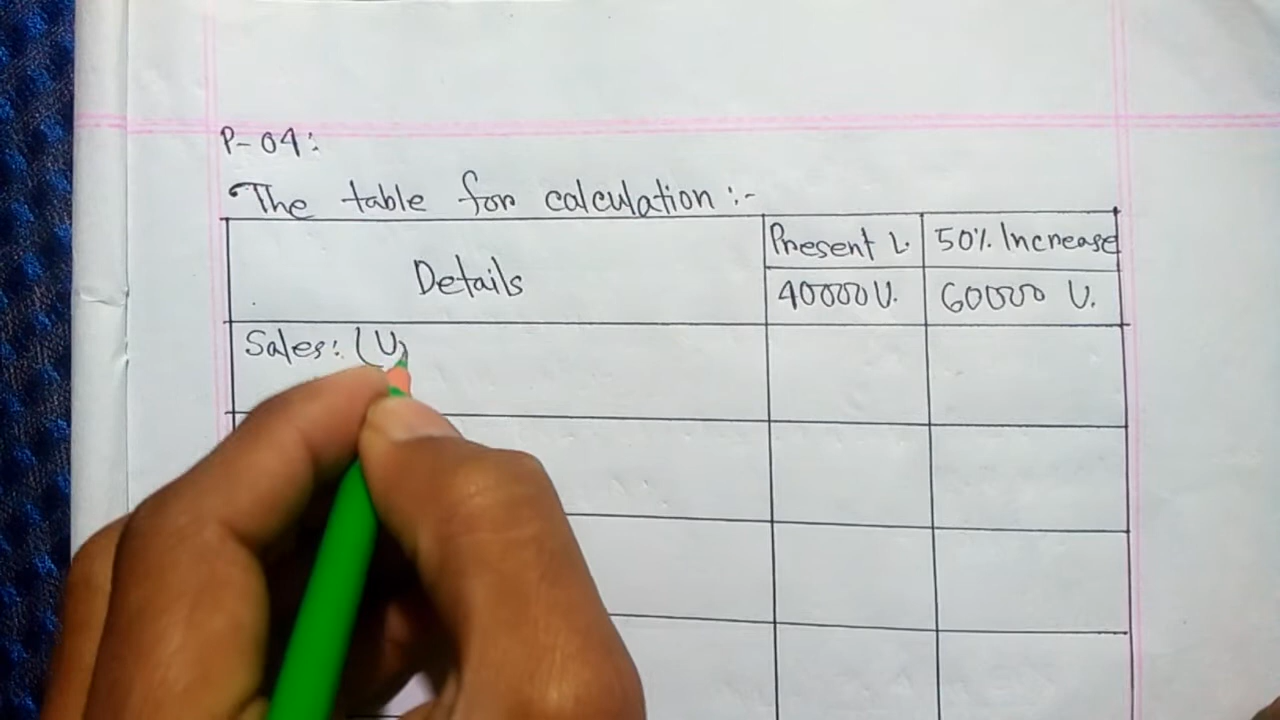 P-04:
The table for calculation :-
Details
Present L.
50% Increase
40000 U.
60000 U.
Sales: (U)